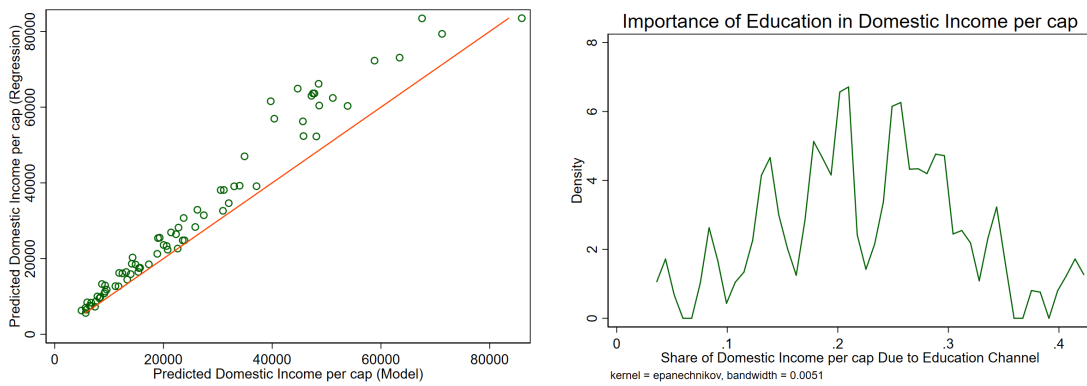 Predicted Domestic Income per cap (Regression)
80000
60000
40000
20000
0
0 20000 40000 60000 80000
Predicted Domestic Income per cap (Model)
Importance of Education in Domestic Income per cap
Density
8
6
4
2
0
0 .1 .2 .3 .4
Share of Domestic Income per cap Due to Education Channel
kernel = epanechnikov, bandwidth = 0.0051